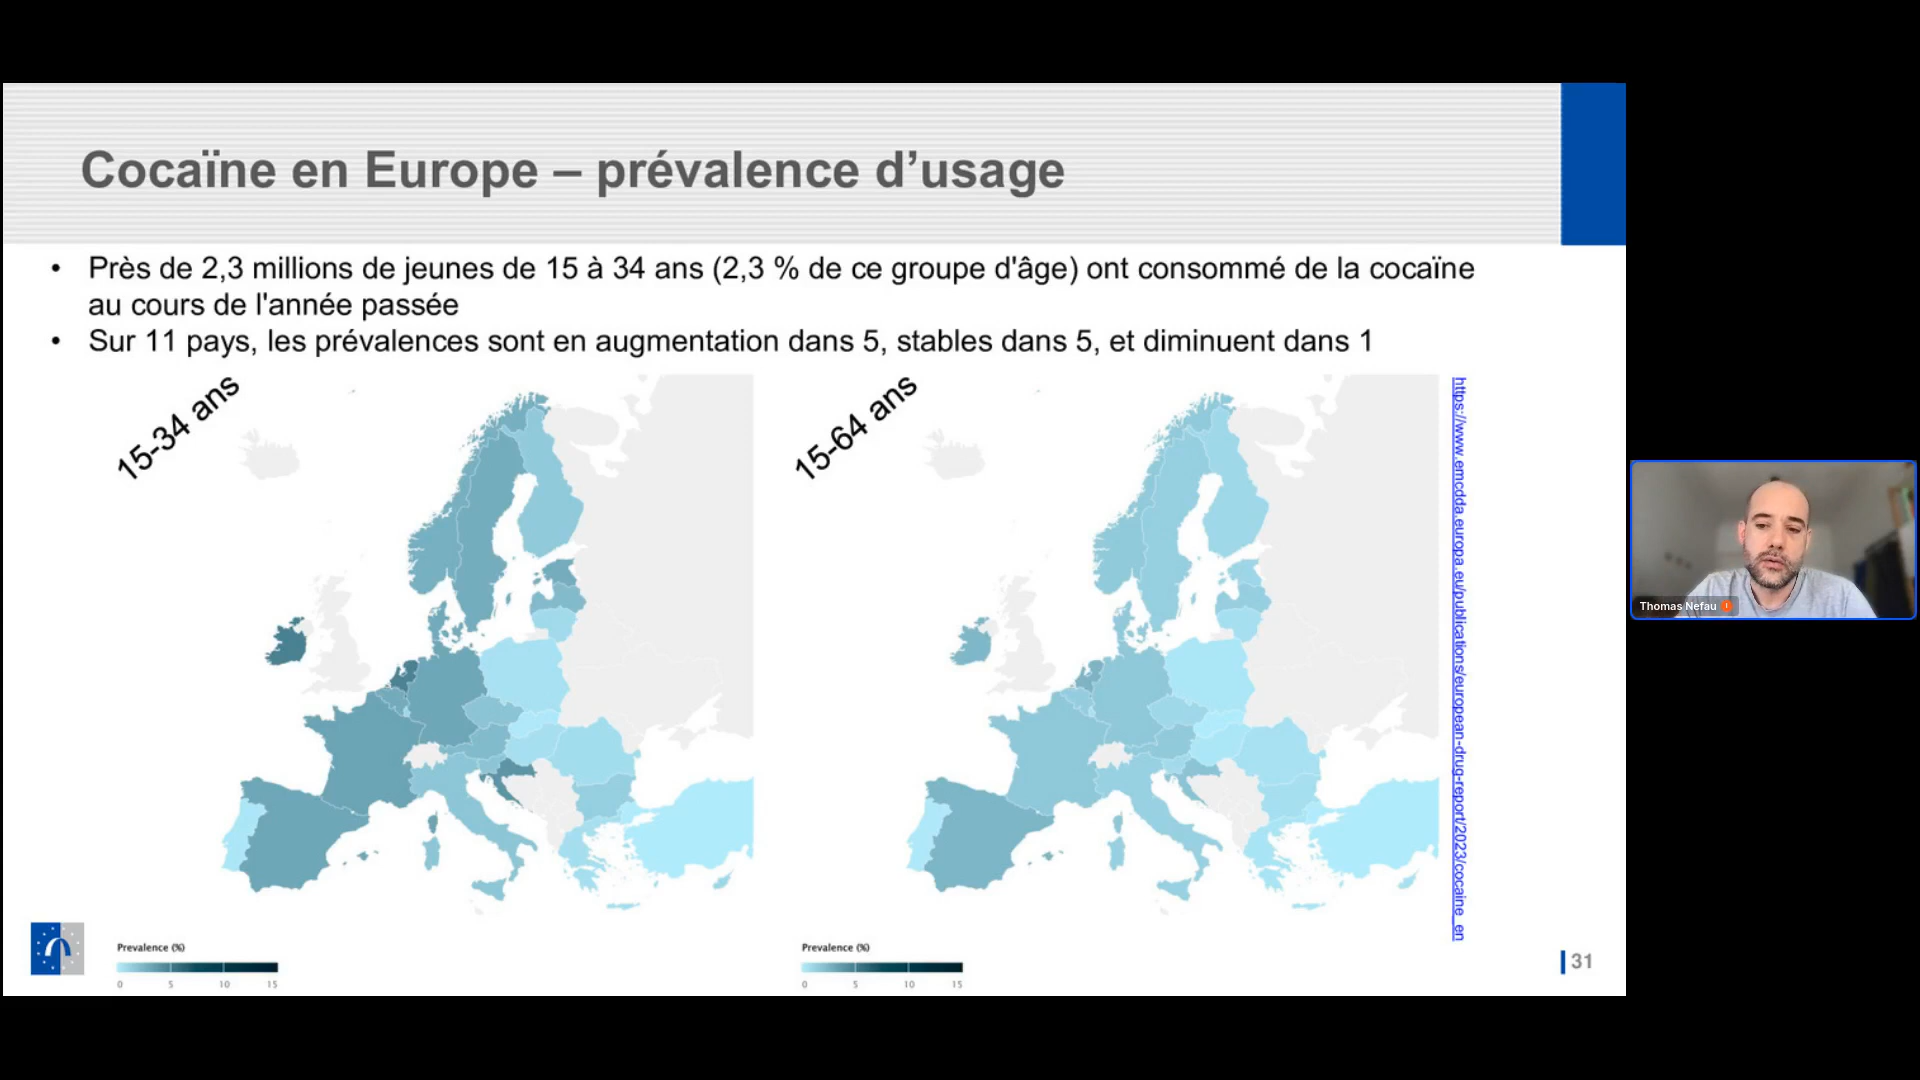 Cocaïne en Europe – prévalence d’usage
• Près de 2,3 millions de jeunes de 15 à 34 ans (2,3 % de ce groupe d'âge) ont consommé de la cocaïne
au cours de l'année passée
• Sur 11 pays, les prévalences sont en augmentation dans 5, stables dans 5, et diminuent dans 1
15-34 ans
15-64 ans
https://www.emcdda.europa.eu/publications/european-drug-report/2023/cocaine_en
Thomas Nefau
Prevalence (%)
0 5 10 15
Prevalence (%)
0 5 10 15
31